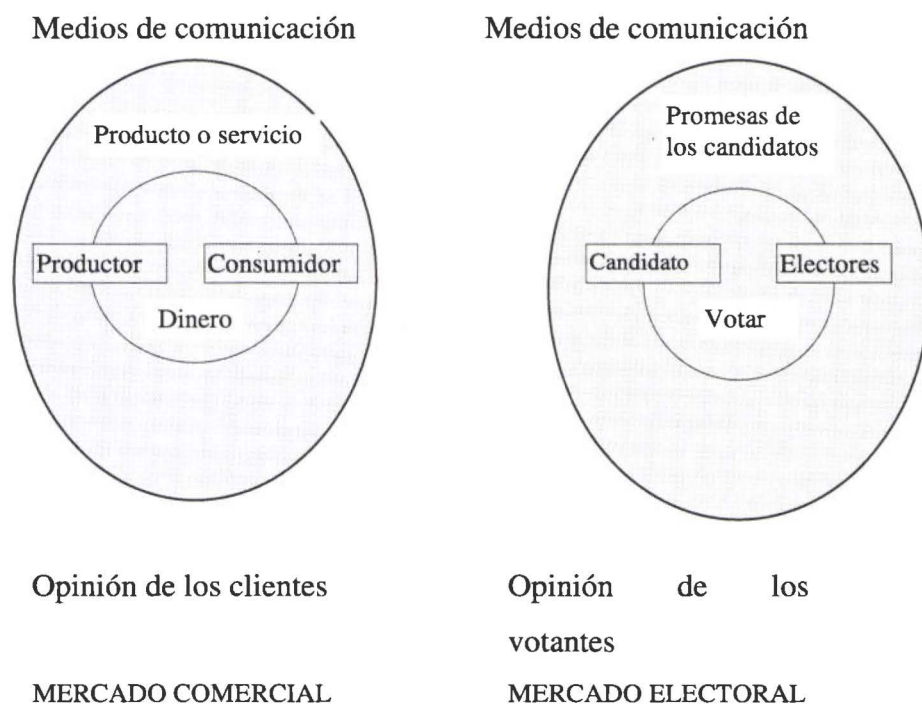 Medios de comunicación
Producto o servicio
Productor
Consumidor
Dinero
Opinión de los clientes
MERCADO COMERCIAL
Medios de comunicación
Promesas de
los candidatos
Candidato
Electores
Votar
Opinión de los
votantes
MERCADO ELECTORAL